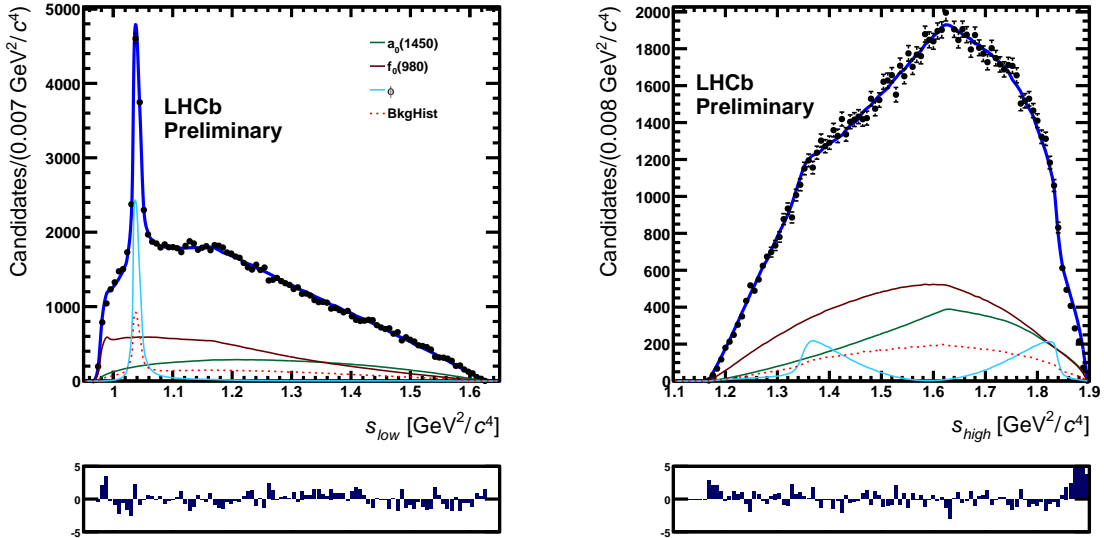 Candidates/(0.007 GeV²/c⁴)
5000
4000
3000
2000
1000
0
LHCb
Preliminary
a₀(1450)
f₀(980)
ϕ
BkgHist
1 1.1 1.2 1.3 1.4 1.5 1.6
s_low [GeV²/c⁴]
5
0
-5
Candidates/(0.008 GeV²/c⁴)
2000
1800
1600
1400
1200
1000
800
600
400
200
0
LHCb
Preliminary
1.1 1.2 1.3 1.4 1.5 1.6 1.7 1.8 1.9
s_high [GeV²/c⁴]
5
0
-5